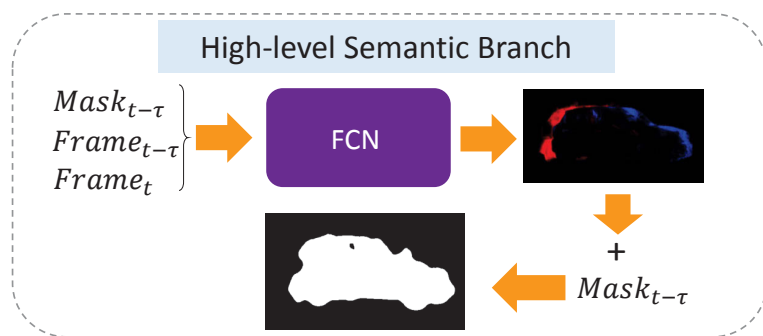 High-level Semantic Branch
Mask_{t-τ}
Frame_{t-τ}
Frame_t
FCN
+
Mask_{t-τ}